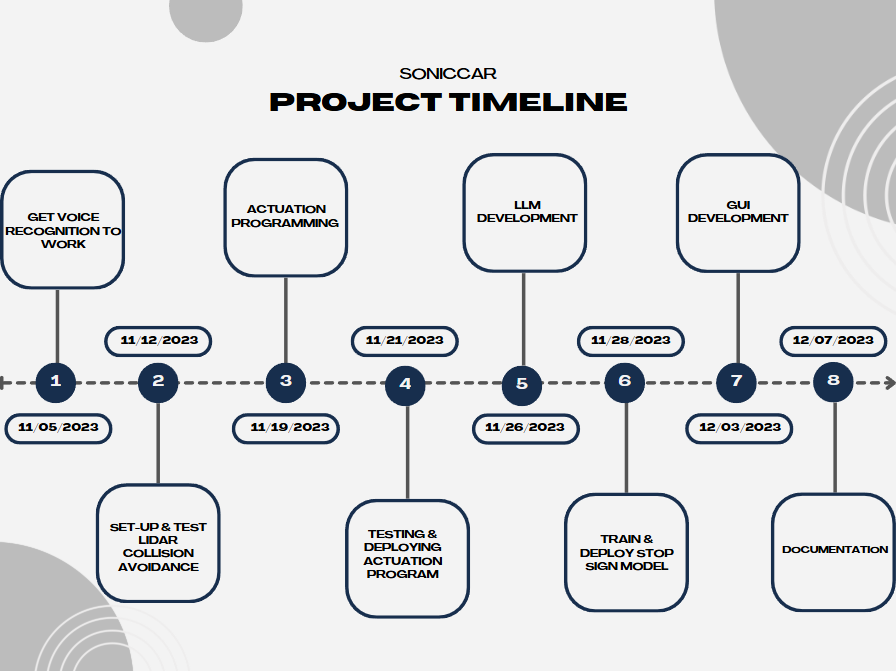 SONICCAR
PROJECT TIMELINE
GET VOICE
RECOGNITION TO
WORK
ACTUATION
PROGRAMMING
LLM
DEVELOPMENT
GUI
DEVELOPMENT
11/12/2023
11/21/2023
11/28/2023
12/07/2023
1
2
3
4
5
6
7
8
11/05/2023
11/19/2023
11/26/2023
12/03/2023
SET-UP & TEST
LIDAR
COLLISION
AVOIDANCE
TESTING &
DEPLOYING
ACTUATION
PROGRAM
TRAIN &
DEPLOY STOP
SIGN MODEL
DOCUMENTATION